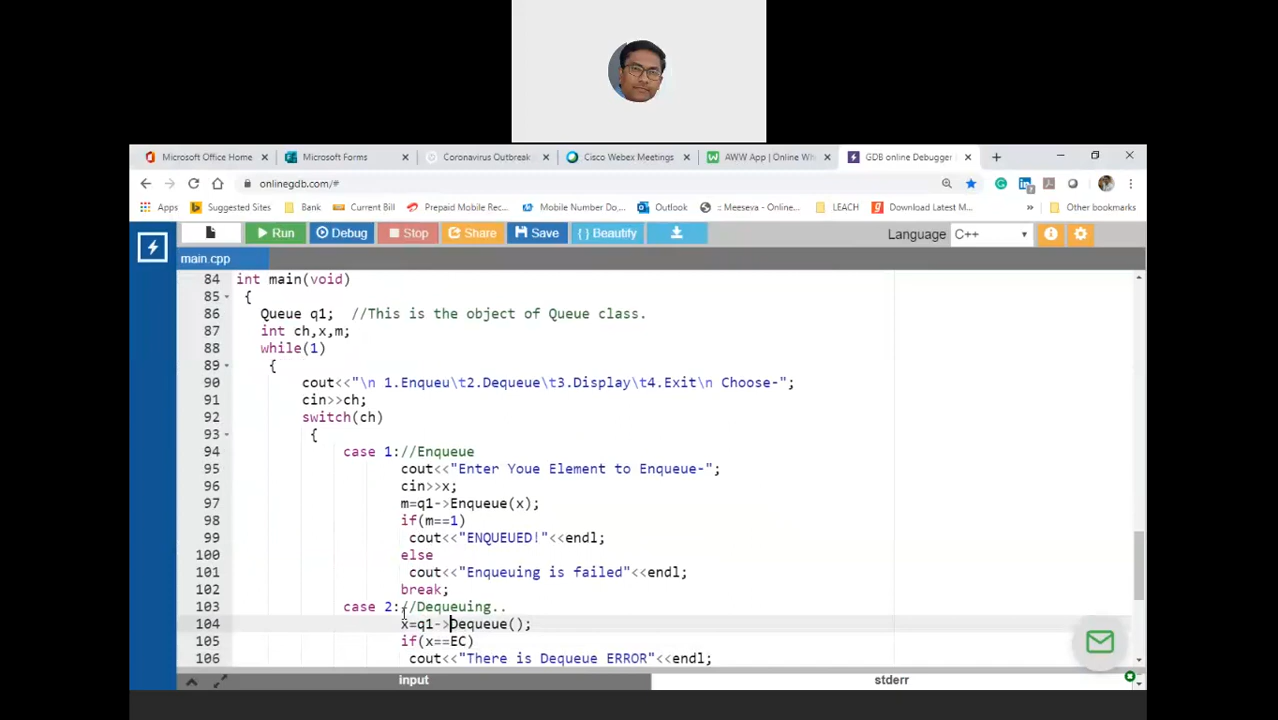 Microsoft Office Home
Microsoft Forms
Coronavirus Outbreak
Cisco Webex Meetings
AWW App | Online Wh
GDB online Debugger
onlinegdb.com/#
Apps
Suggested Sites
Bank
Current Bill
Prepaid Mobile Rec...
Mobile Number Do,...
Outlook
:: Meeseva - Online...
LEACH
Download Latest M...
»
Other bookmarks
Run
Debug
Stop
Share
Save
{ } Beautify
Language
C++
main cpp
84 int main(void)
85 {
86 Queue q1; //This is the object of Queue class.
87 int ch,x,m;
88 while(1)
89 {
90 cout<<"\n 1.Enqueu\t2.Dequeue\t3.Display\t4.Exit\n Choose-";
91 cin>>ch;
92 switch(ch)
93 {
94 case 1://Enqueue
95 cout<<"Enter Youe Element to Enqueue-";
96 cin>>x;
97 m=q1->Enqueue(x);
98 if(m==1)
99 cout<<"ENQUEUED!"<<endl;
100 else
101 cout<<"Enqueuing is failed"<<endl;
102 break;
103 case 2://Dequeuing..
104 x=q1->Dequeue();
105 if(x==EC)
106 cout<<"There is Dequeue ERROR"<<endl;
input
stderr